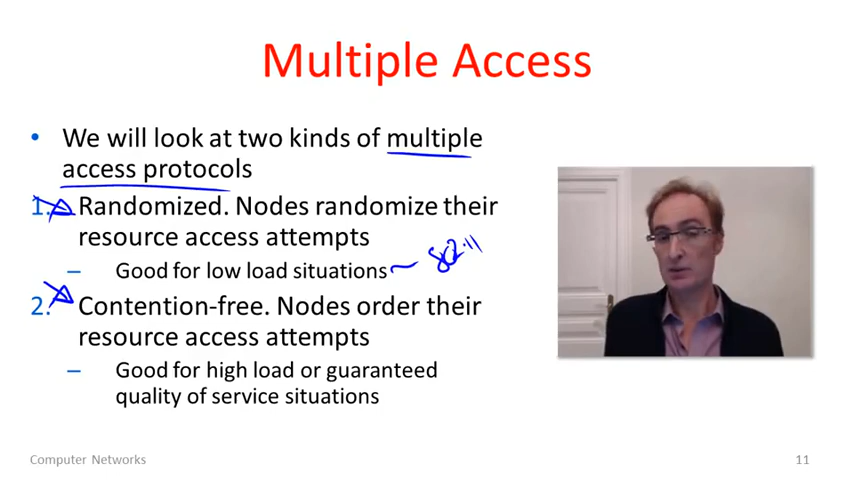 Multiple Access
• We will look at two kinds of multiple
access protocols
1. Randomized. Nodes randomize their
resource access attempts
– Good for low load situations
802.11
2. Contention-free. Nodes order their
resource access attempts
– Good for high load or guaranteed
quality of service situations
Computer Networks
11